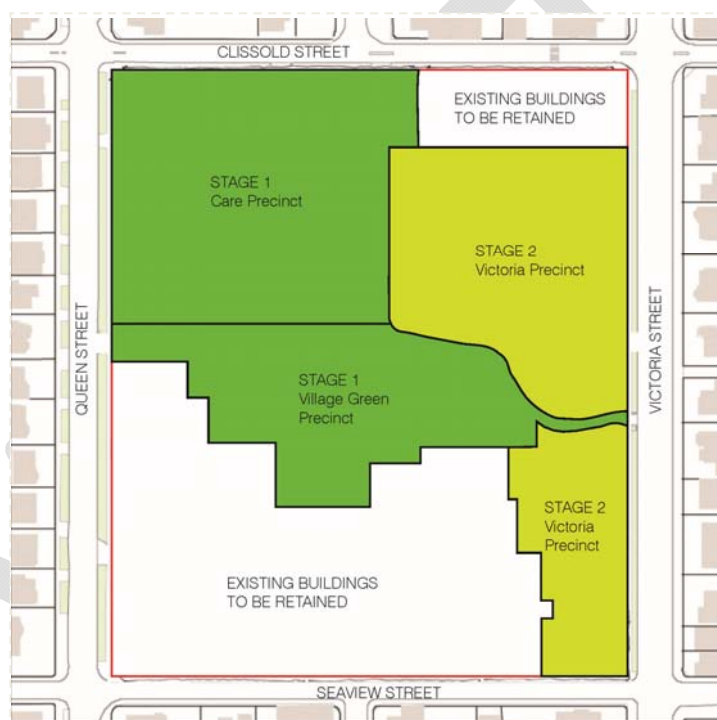 CLISSOLD STREET
EXISTING BUILDINGS
TO BE RETAINED
STAGE 1
Care Precinct
STAGE 2
Victoria Precinct
QUEEN STREET
VICTORIA STREET
STAGE 1
Village Green
Precinct
STAGE 2
Victoria
Precinct
EXISTING BUILDINGS
TO BE RETAINED
SEAVIEW STREET